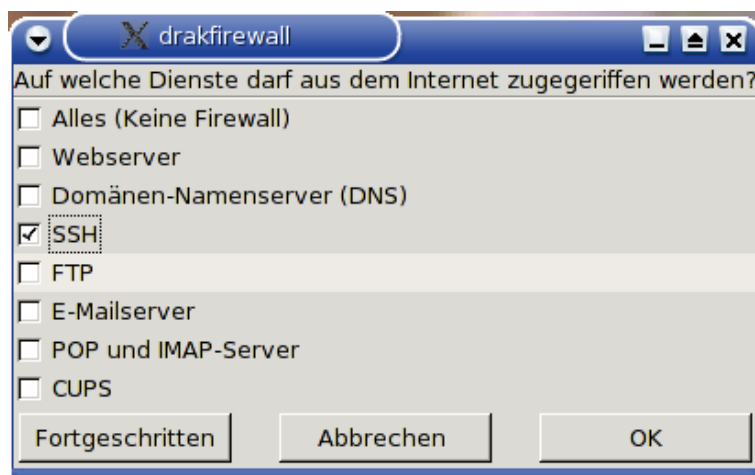 drakfirewall
Auf welche Dienste darf aus dem Internet zugegeriffen werden?
Alles (Keine Firewall)
Webserver
Domänen-Namenserver (DNS)
SSH
FTP
E-Mailserver
POP und IMAP-Server
CUPS
Fortgeschritten Abbrechen OK